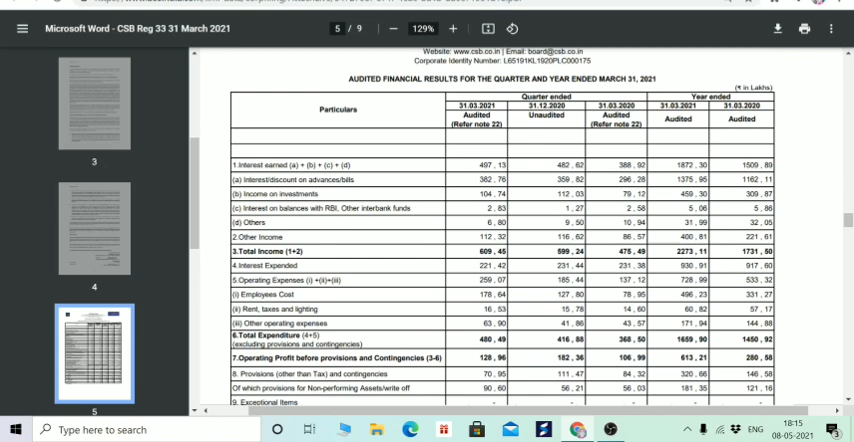 Microsoft Word - CSB Reg 33 31 March 2021
5 / 9 | — 129% +
Website: www.csb.co.in | Email: board@csb.co.in
Corporate Identity Number: L65191KL1920PLC000175
AUDITED FINANCIAL RESULTS FOR THE QUARTER AND YEAR ENDED MARCH 31, 2021
(₹ in Lakhs)
Particulars Quarter ended Year ended
31.03.2021 31.12.2020 31.03.2020 31.03.2021 31.03.2020
Audited (Refer note 22) Unaudited Audited (Refer note 22) Audited Audited
1.Interest earned (a) + (b) + (c) + (d) 497 , 13 482 , 62 388 , 92 1872 , 30 1509 , 89
(a) Interest/discount on advances/bills 382 , 76 359 , 82 296 , 28 1375 , 95 1162 , 11
(b) Income on investments 104 , 74 112 , 03 79 , 12 459 , 30 309 , 87
(c) Interest on balances with RBI, Other interbank funds 2 , 83 1 , 27 2 , 58 5 , 06 5 , 86
(d) Others 6 , 80 9 , 50 10 , 94 31 , 99 32 , 05
2.Other Income 112 , 32 116 , 62 86 , 57 400 , 81 221 , 61
3.Total Income (1+2) 609 , 45 599 , 24 475 , 49 2273 , 11 1731 , 50
4.Interest Expended 221 , 42 231 , 44 231 , 38 930 , 91 917 , 60
5.Operating Expenses (i) +(ii)+(iii) 259 , 07 185 , 44 137 , 12 728 , 99 533 , 32
(i) Employees Cost 178 , 64 127 , 80 78 , 95 496 , 23 331 , 27
(ii) Rent, taxes and lighting 16 , 53 15 , 78 14 , 60 60 , 82 57 , 17
(iii) Other operating expenses 63 , 90 41 , 86 43 , 57 171 , 94 144 , 88
6.Total Expenditure (4+5)
(excluding provisions and contingencies) 480 , 49 416 , 88 368 , 50 1659 , 90 1450 , 92
7.Operating Profit before provisions and Contingencies (3-6) 128 , 96 182 , 36 106 , 99 613 , 21 280 , 58
8. Provisions (other than Tax) and contingencies 70 , 95 111 , 47 84 , 32 320 , 66 146 , 58
Of which provisions for Non-performing Assets/write off 90 , 60 56 , 21 56 , 03 181 , 35 121 , 16
9. Exceptional Items - - - - -
3
4
5
Type here to search
ENG
18:15
08-05-2021
3